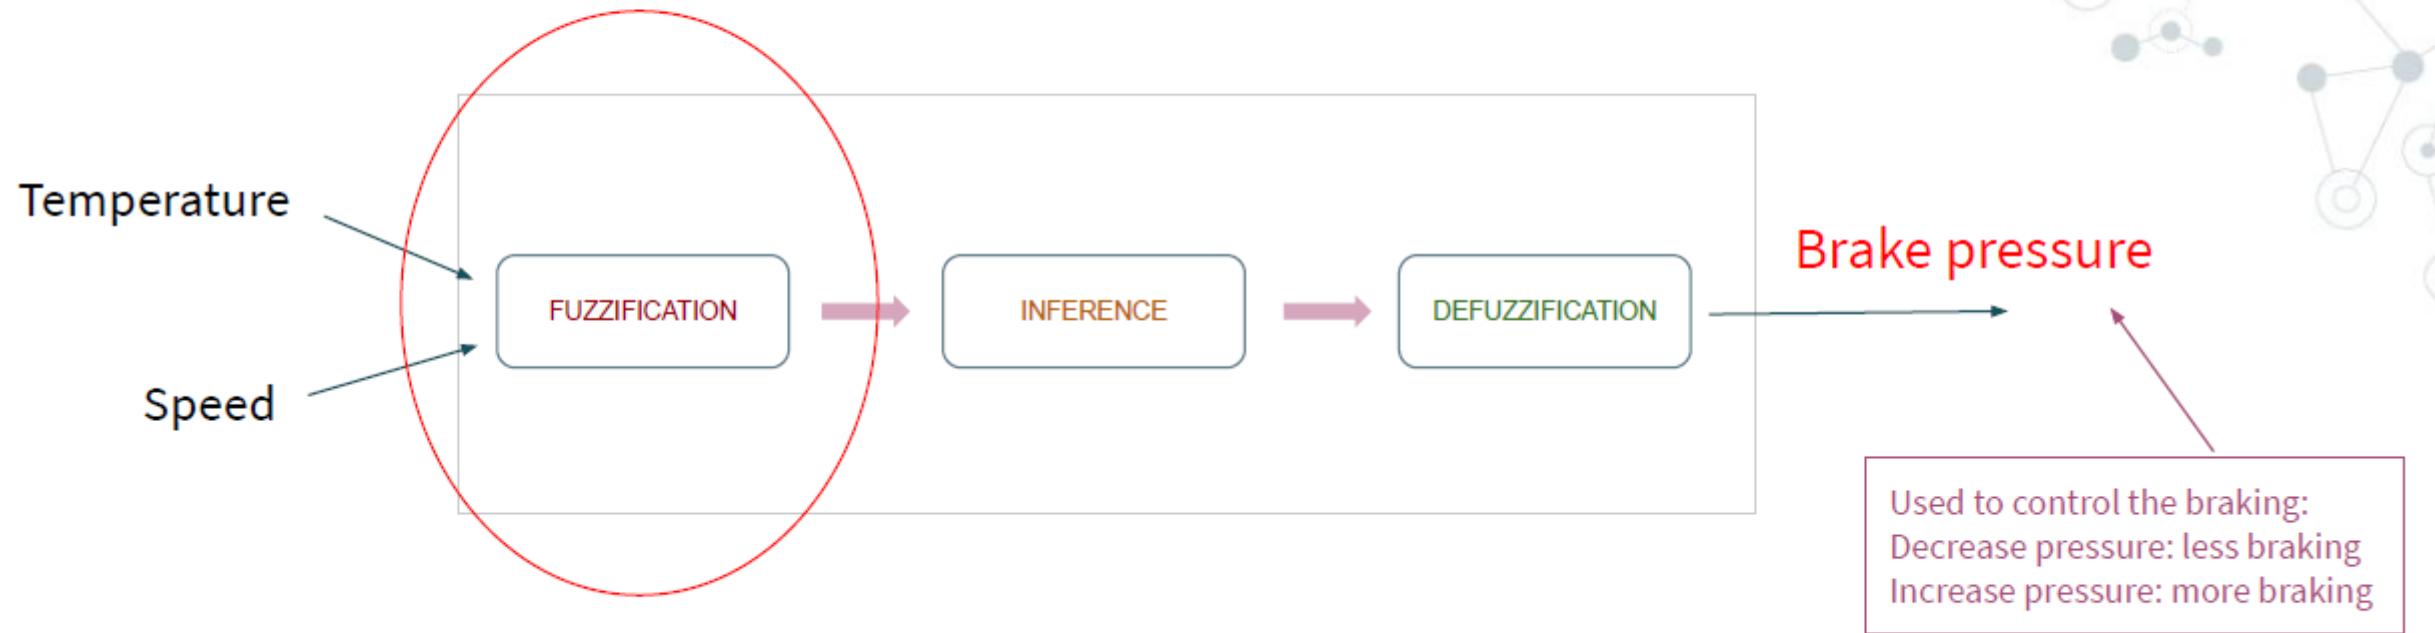 Temperature
Speed
FUZZIFICATION
INFERENCE
DEFUZZIFICATION
Brake pressure
Used to control the braking:
Decrease pressure: less braking
Increase pressure: more braking